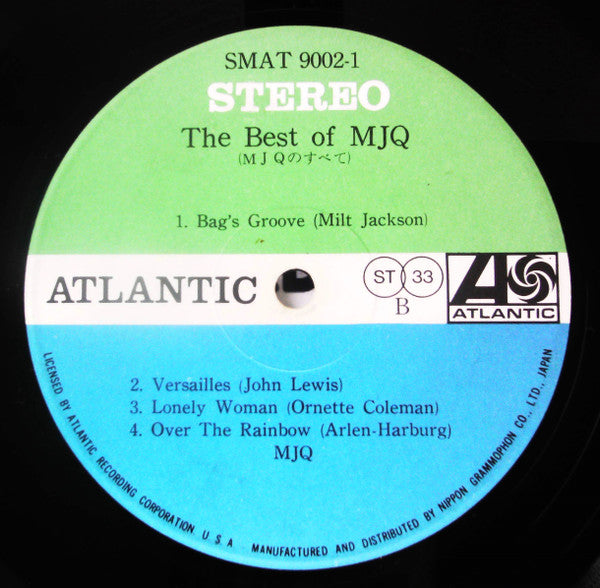 SMAT 9002-1
STEREO
The Best of MJQ
(MJQのすべて)
1. Bag's Groove (Milt Jackson)
ATLANTIC
ST 33
B
ATLANTIC
2. Versailles (John Lewis)
3. Lonely Woman (Ornette Coleman)
4. Over The Rainbow (Arlen-Harburg)
MJQ
LICENSED BY ATLANTIC RECORDING CORPORATION U S A · MANUFACTURED AND DISTRIBUTED BY NIPPON GRAMMOPHON CO., LTD., JAPAN